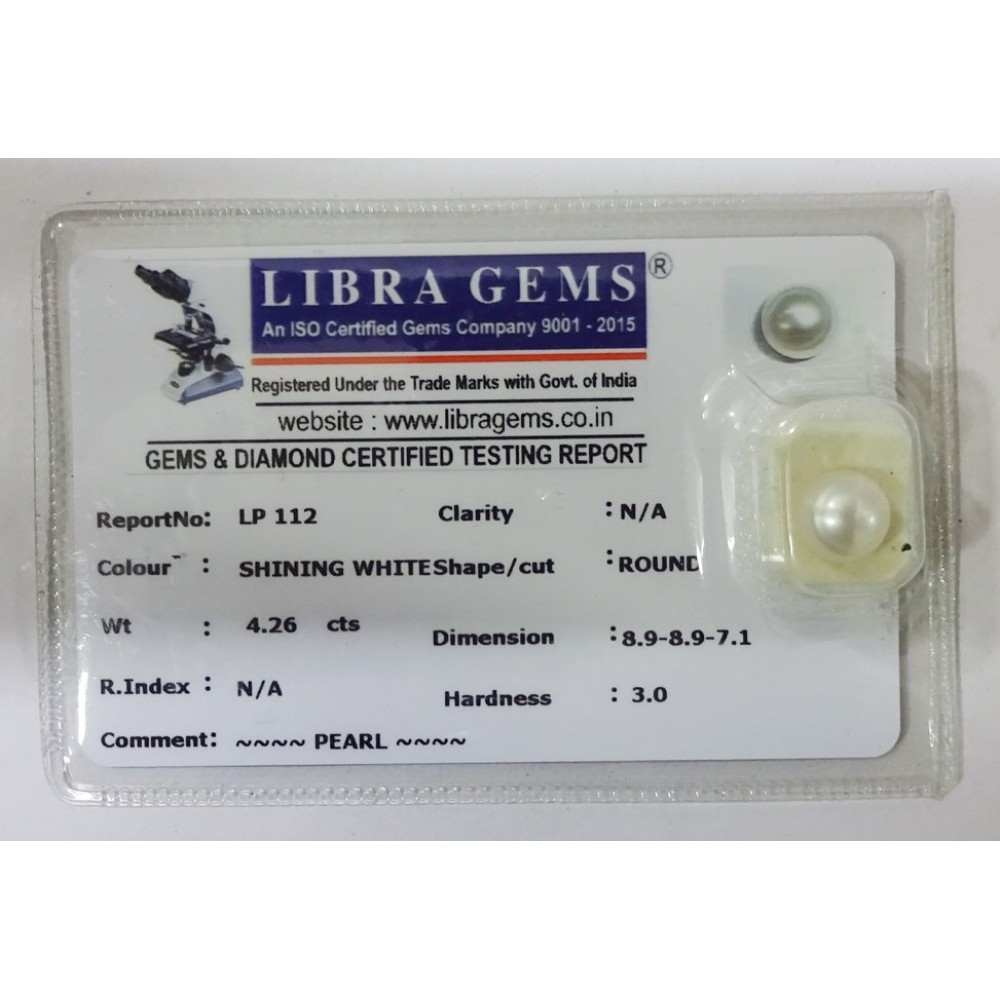 LIBRA GEMS ®
An ISO Certified Gems Company 9001 - 2015
Registered Under the Trade Marks with Govt. of India
website : www.libragems.co.in
GEMS & DIAMOND CERTIFIED TESTING REPORT
ReportNo: LP 112 Clarity : N/A
Colour : SHINING WHITE Shape/cut : ROUND
Wt : 4.26 cts Dimension : 8.9-8.9-7.1
R.Index : N/A Hardness : 3.0
Comment: ~~~~ PEARL ~~~~